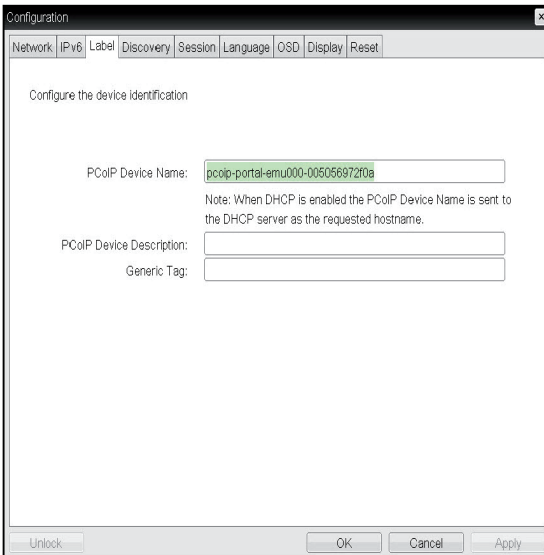 Configuration
Network IPv6 Label Discovery Session Language OSD Display Reset
Configure the device identification
PCoIP Device Name: pcoip-portal-emu000-005056972f0a
Note: When DHCP is enabled the PCoIP Device Name is sent to
the DHCP server as the requested hostname.
PCoIP Device Description:
Generic Tag:
Unlock OK Cancel Apply